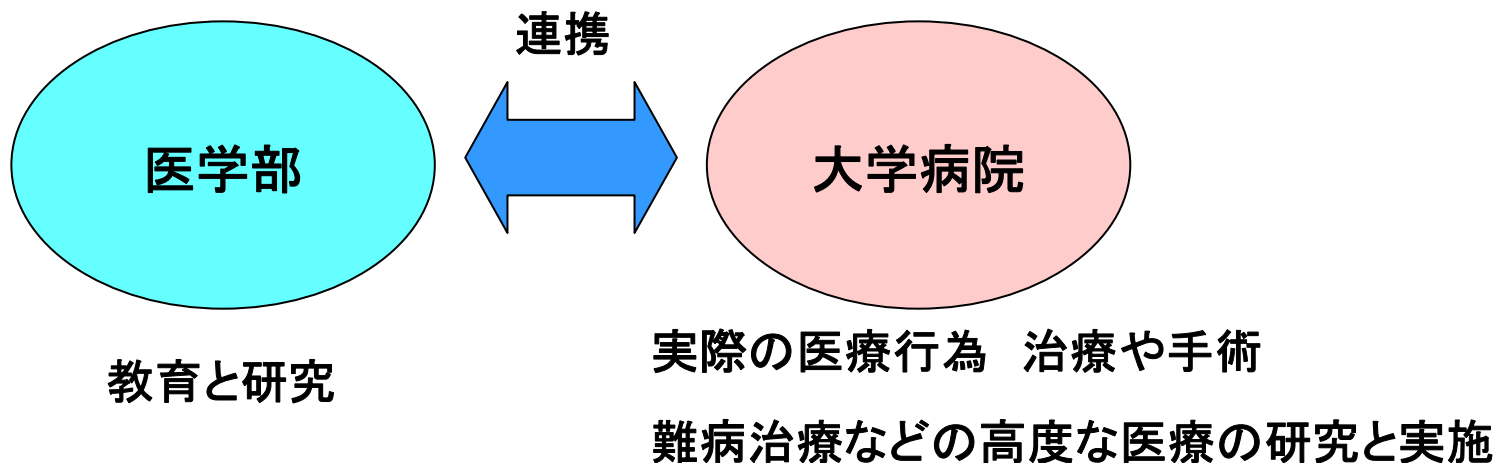 連携
医学部
大学病院
教育と研究
実際の医療行為　治療や手術
難病治療などの高度な医療の研究と実施